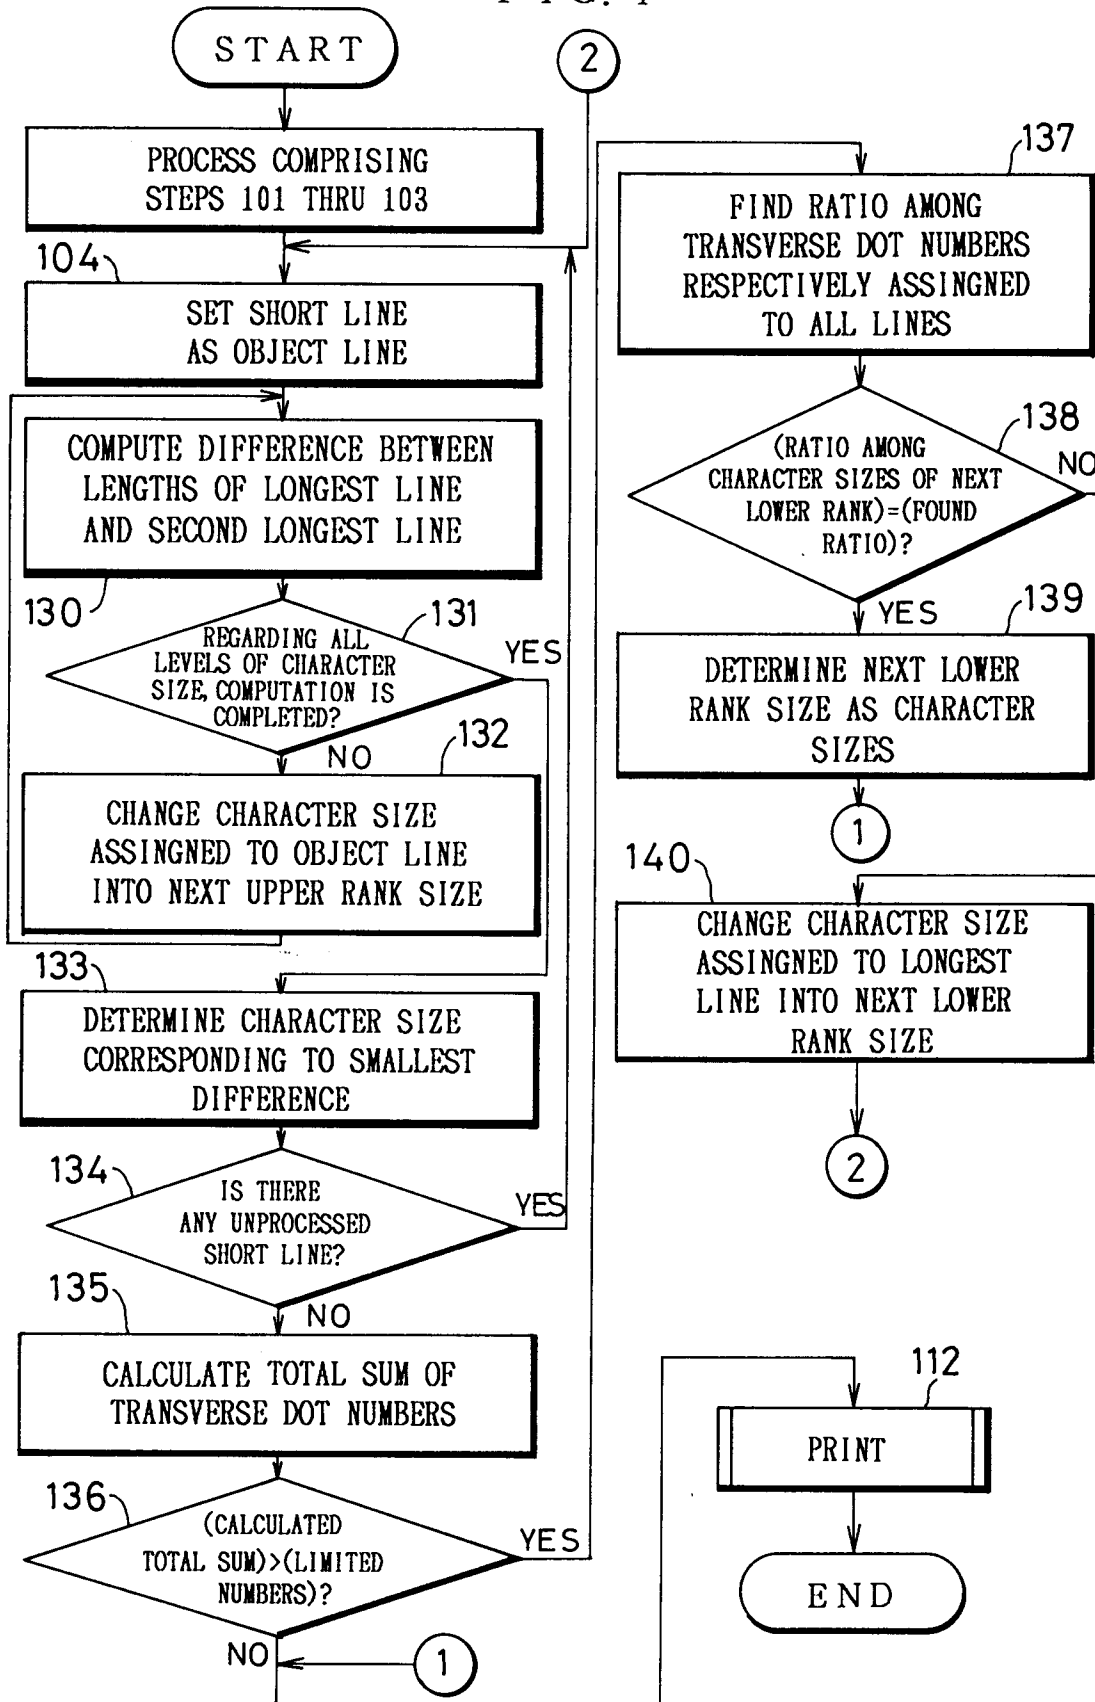 START
PROCESS COMPRISING
STEPS 101 THRU 103
104
SET SHORT LINE
AS OBJECT LINE
COMPUTE DIFFERENCE BETWEEN
LENGTHS OF LONGEST LINE
AND SECOND LONGEST LINE
130
131
REGARDING ALL
LEVELS OF CHARACTER
SIZE, COMPUTATION IS
COMPLETED?
YES
NO
132
CHANGE CHARACTER SIZE
ASSINGNED TO OBJECT LINE
INTO NEXT UPPER RANK SIZE
133
DETERMINE CHARACTER SIZE
CORRESPONDING TO SMALLEST
DIFFERENCE
134
IS THERE
ANY UNPROCESSED
SHORT LINE?
YES
NO
135
CALCULATE TOTAL SUM OF
TRANSVERSE DOT NUMBERS
136
(CALCULATED
TOTAL SUM)>(LIMITED
NUMBERS)?
YES
NO
1
2
137
FIND RATIO AMONG
TRANSVERSE DOT NUMBERS
RESPECTIVELY ASSINGNED
TO ALL LINES
138
(RATIO AMONG
CHARACTER SIZES OF NEXT
LOWER RANK)=(FOUND
RATIO)?
NO
YES
139
DETERMINE NEXT LOWER
RANK SIZE AS CHARACTER
SIZES
1
140
CHANGE CHARACTER SIZE
ASSINGNED TO LONGEST
LINE INTO NEXT LOWER
RANK SIZE
2
112
PRINT
END